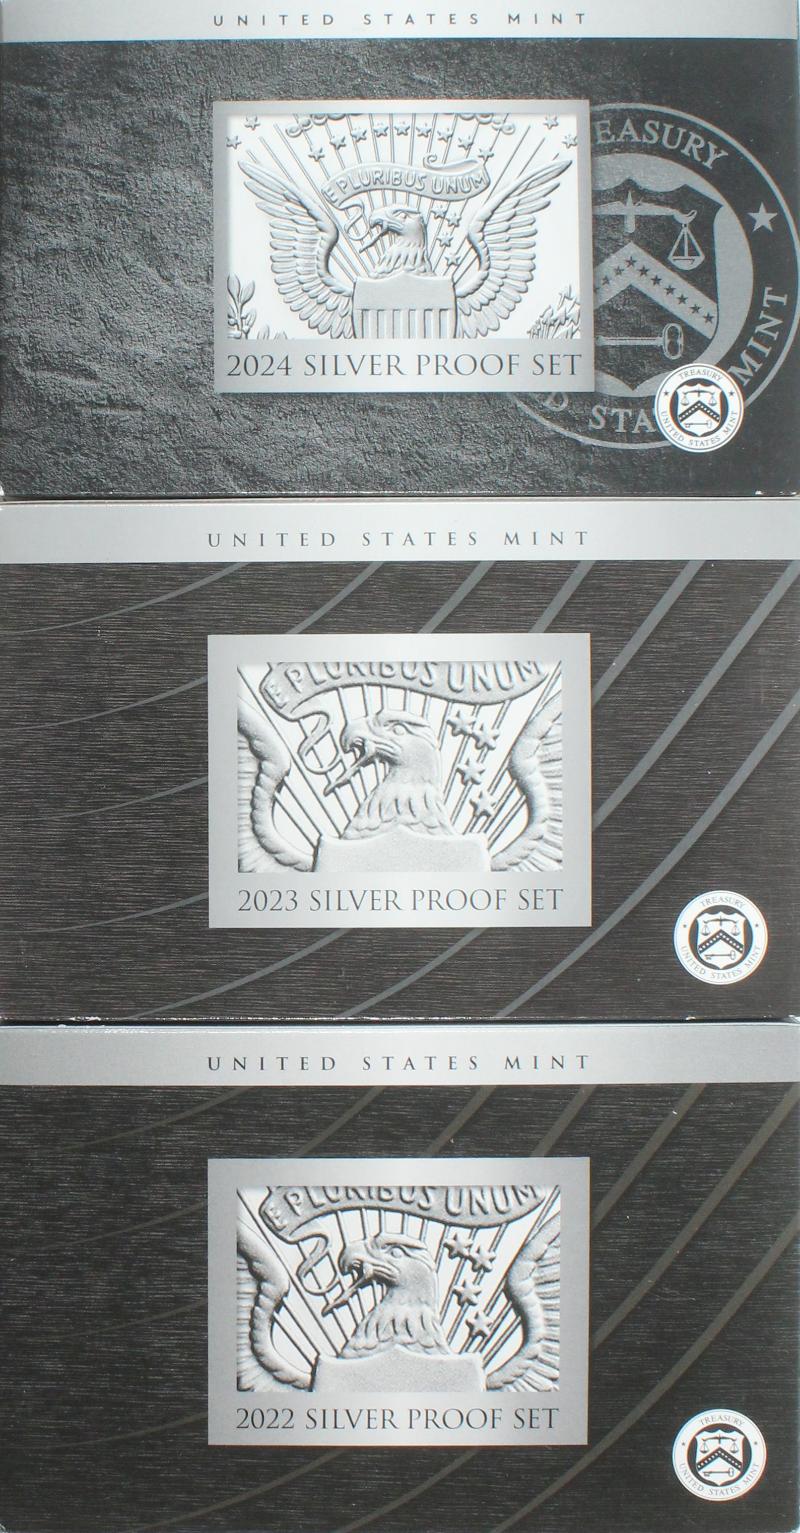 UNITED STATES MINT
E PLURIBUS UNUM
2024 SILVER PROOF SET
EASURY
MINT
D STA
TREASURY
UNITED STATES MINT
UNITED STATES MINT
E PLURIBUS UNUM
2023 SILVER PROOF SET
TREASURY
UNITED STATES MINT
UNITED STATES MINT
E PLURIBUS UNUM
2022 SILVER PROOF SET
TREASURY
UNITED STATES MINT